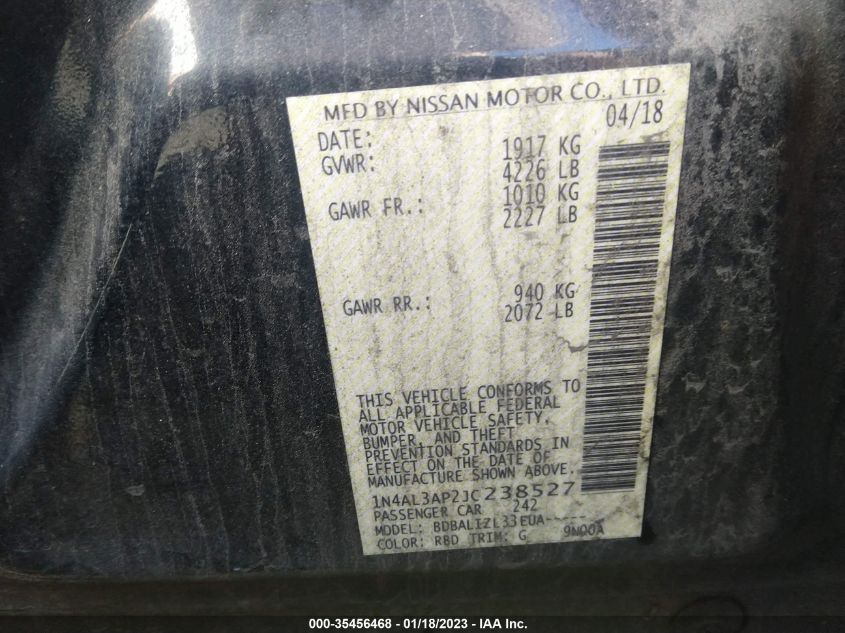 MFD BY NISSAN MOTOR CO., LTD.
DATE: 04/18
GVWR: 1917 KG
4226 LB
GAWR FR.: 1010 KG
2227 LB
GAWR RR.: 940 KG
2072 LB
THIS VEHICLE CONFORMS TO
ALL APPLICABLE FEDERAL
MOTOR VEHICLE SAFETY,
BUMPER, AND THEFT
PREVENTION STANDARDS IN
EFFECT ON THE DATE OF
MANUFACTURE SHOWN ABOVE.
1N4AL3AP2JC238527
PASSENGER CAR 242
MODEL: BDBALIZL33EUA-----
COLOR: RBD TRIM: G 9N00A
000-35456468 - 01/18/2023 - IAA Inc.